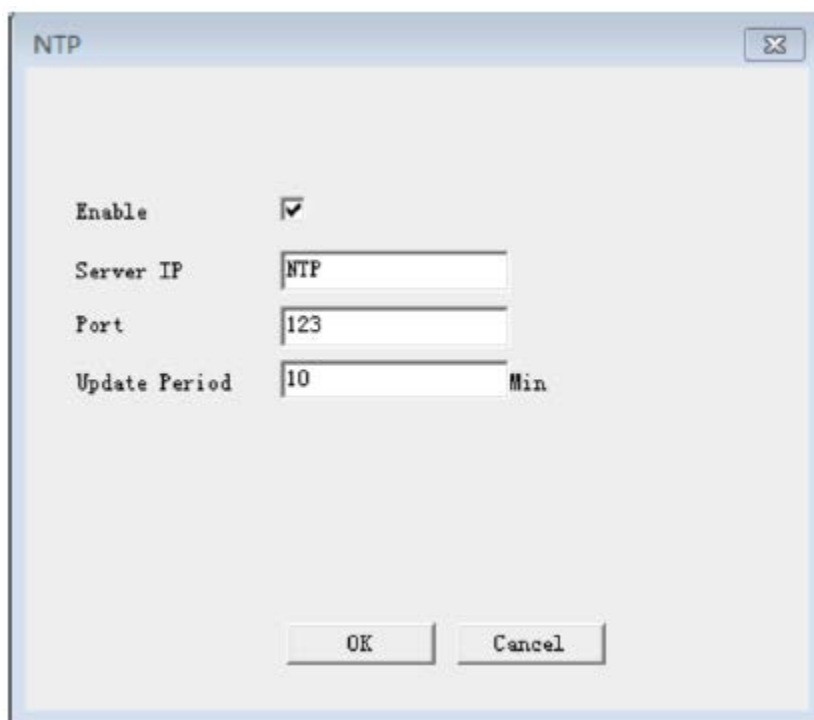 NTP
Enable
Server IP NTP
Port 123
Update Period 10 Min
OK Cancel